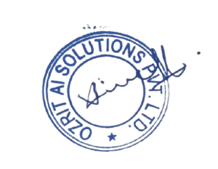 OZRIT AI SOLUTIONS PVT. LTD.